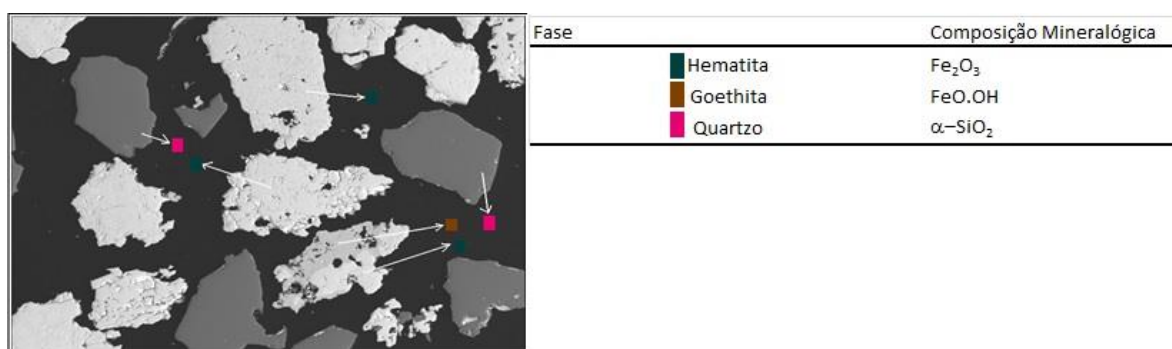 Fase Composição Mineralógica
Hematita Fe₂O₃
Goethita FeO.OH
Quartzo α–SiO₂